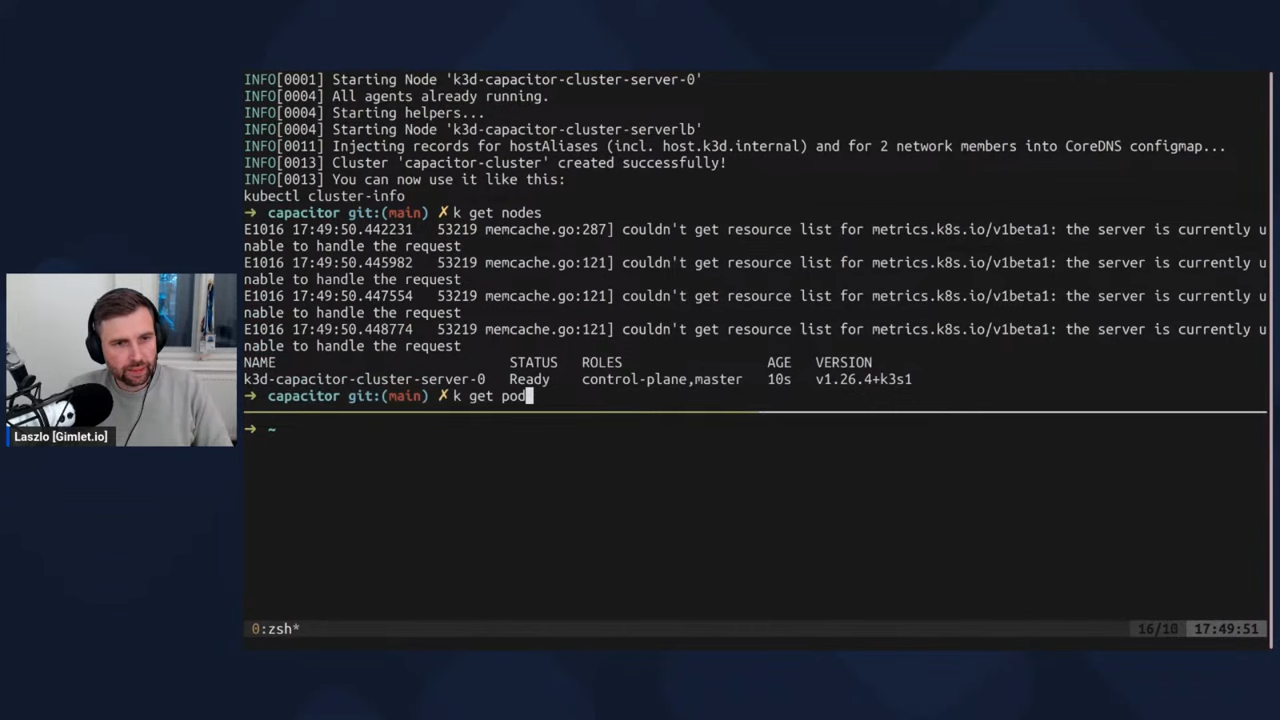 INFO[0001] Starting Node 'k3d-capacitor-cluster-server-0'
INFO[0004] All agents already running.
INFO[0004] Starting helpers...
INFO[0004] Starting Node 'k3d-capacitor-cluster-serverlb'
INFO[0011] Injecting records for hostAliases (incl. host.k3d.internal) and for 2 network members into CoreDNS configmap...
INFO[0013] Cluster 'capacitor-cluster' created successfully!
INFO[0013] You can now use it like this:
kubectl cluster-info
→ capacitor git:(main) ✗ k get nodes
E1016 17:49:50.442231   53219 memcache.go:287] couldn't get resource list for metrics.k8s.io/v1beta1: the server is currently u
nable to handle the request
E1016 17:49:50.445982   53219 memcache.go:121] couldn't get resource list for metrics.k8s.io/v1beta1: the server is currently u
nable to handle the request
E1016 17:49:50.447554   53219 memcache.go:121] couldn't get resource list for metrics.k8s.io/v1beta1: the server is currently u
nable to handle the request
E1016 17:49:50.448774   53219 memcache.go:121] couldn't get resource list for metrics.k8s.io/v1beta1: the server is currently u
nable to handle the request
NAME STATUS ROLES AGE VERSION
k3d-capacitor-cluster-server-0 Ready control-plane,master 10s v1.26.4+k3s1
→ capacitor git:(main) ✗ k get pod
→ ~
Laszlo [Gimlet.io]
0:zsh* 16/10 17:49:51